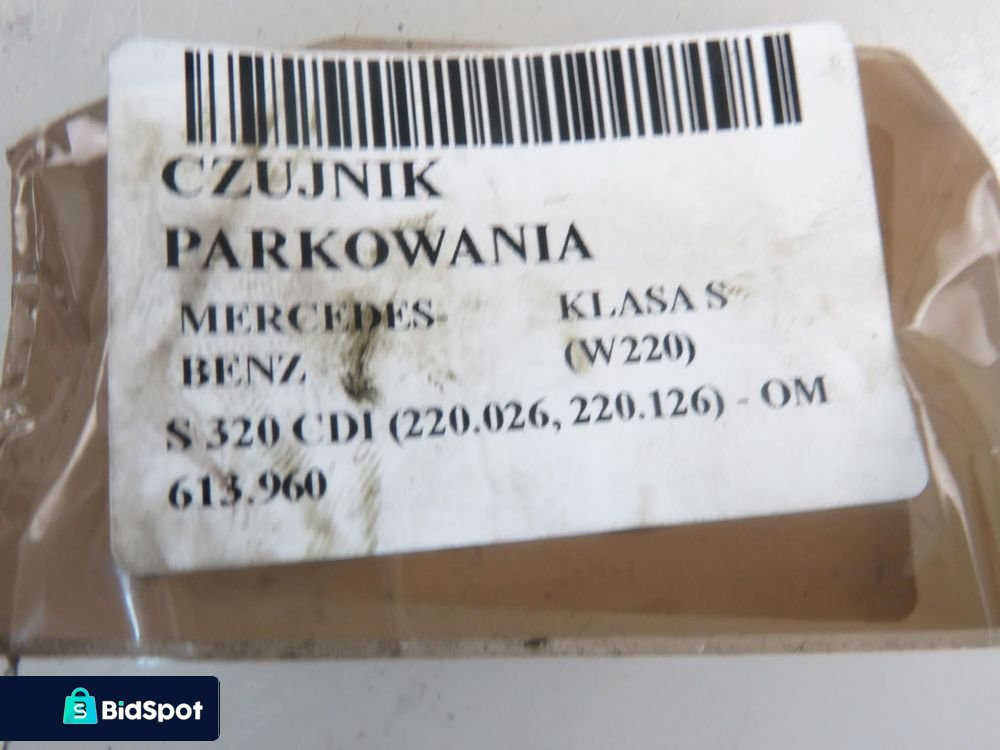 CZUJNIK
PARKOWANIA
MERCEDES- KLASA S
BENZ (W220)
S 320 CDI (220.026, 220.126) - OM
613.960
BidSpot